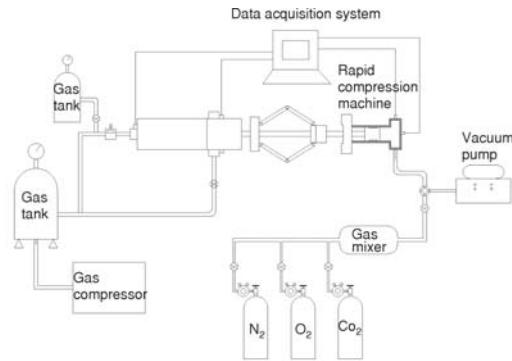 Data acquisition system
Gas
tank
Rapid
compression
machine
Vacuum
pump
Gas
tank
Gas
mixer
Gas
compressor
N₂
O₂
Co₂